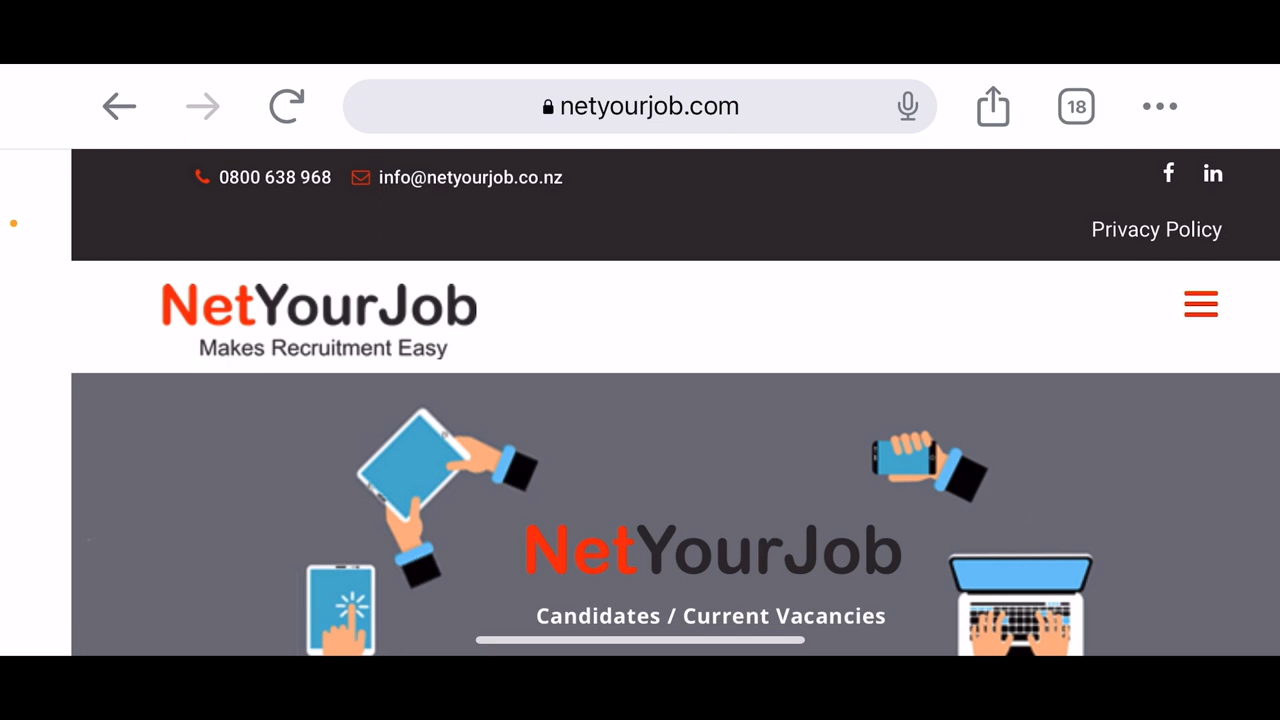 netyourjob.com
18
0800 638 968 info@netyourjob.co.nz
f in
Privacy Policy
NetYourJob
Makes Recruitment Easy
NetYourJob
Candidates / Current Vacancies